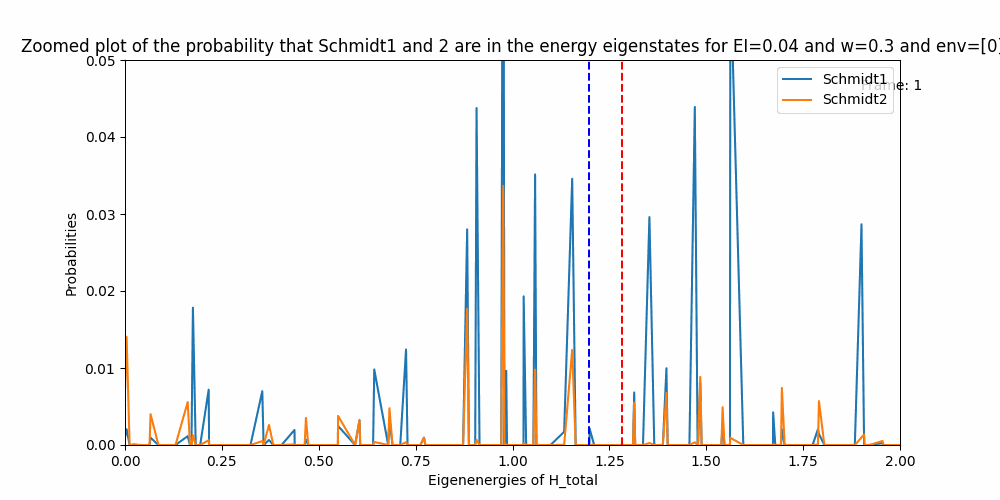 Zoomed plot of the probability that Schmidt1 and 2 are in the energy eigenstates for EI=0.04 and w=0.3 and env=[0]
Schmidt1
Frame: 1
Schmidt2
0.05
0.04
0.03
0.02
0.01
0.00
Probabilities
0.00 0.25 0.50 0.75 1.00 1.25 1.50 1.75 2.00
Eigenenergies of H_total